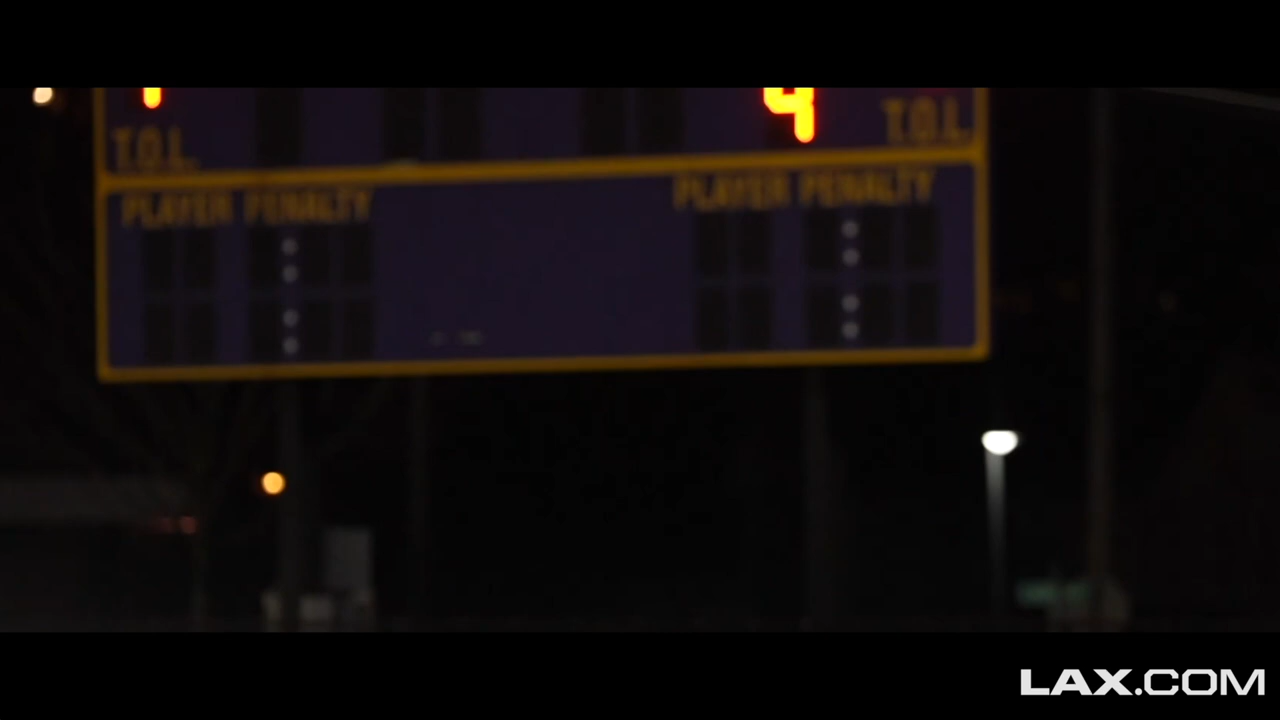 4
T.O.L. T.O.L.
PLAYER PENALTY PLAYER PENALTY
LAX.COM